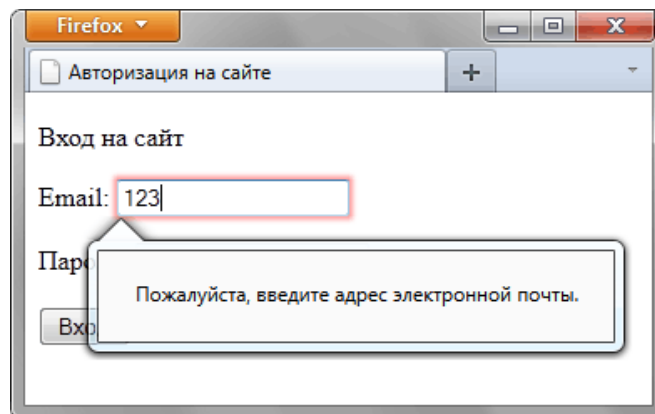 Firefox
Авторизация на сайте
Вход на сайт
Email: 123
Паро
Пожалуйста, введите адрес электронной почты.
Вхо